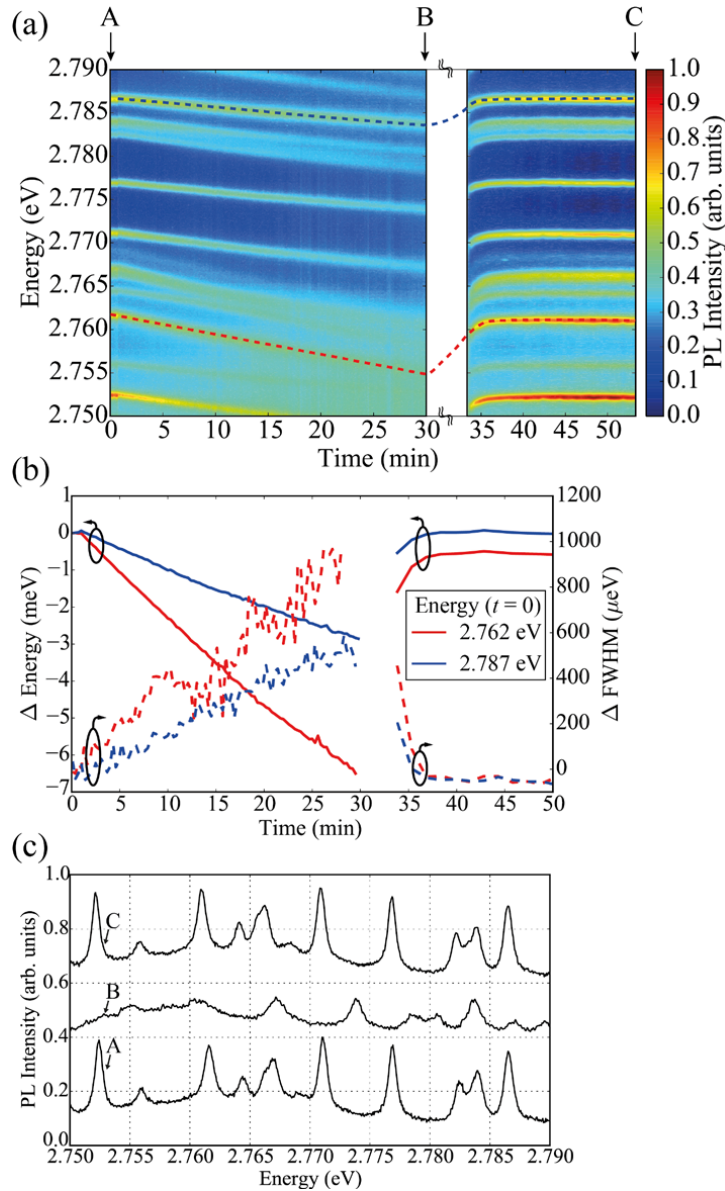 (a)
A B C
2.790
2.785
2.780
2.775
2.770
2.765
2.760
2.755
2.750
Energy (eV)
0 5 10 15 20 25 30 35 40 45 50
Time (min)
1.0
0.9
0.8
0.7
0.6
0.5
0.4
0.3
0.2
0.1
0.0
PL Intensity (arb. units)
(b)
1
0
−1
−2
−3
−4
−5
−6
−7
Δ Energy (meV)
0 5 10 15 20 25 30 35 40 45 50
Time (min)
1200
1000
800
600
400
200
0
Δ FWHM (μeV)
Energy (t = 0)
2.762 eV
2.787 eV
(c)
1.0
0.8
0.6
0.4
0.2
0.0
PL Intensity (arb. units)
C
B
A
2.750 2.755 2.760 2.765 2.770 2.775 2.780 2.785 2.790
Energy (eV)